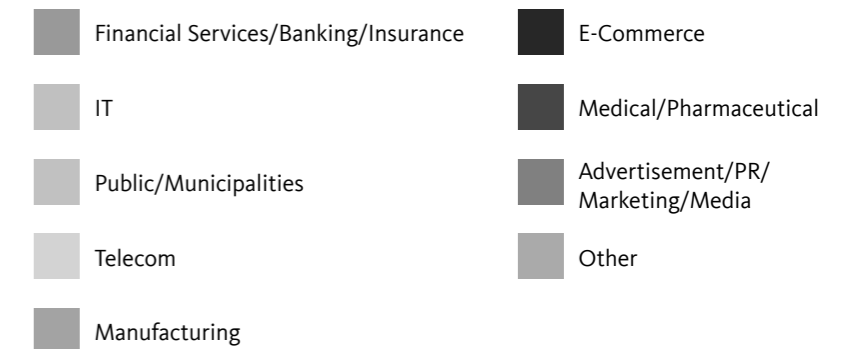 Financial Services/Banking/Insurance
IT
Public/Municipalities
Telecom
Manufacturing
E-Commerce
Medical/Pharmaceutical
Advertisement/PR/
Marketing/Media
Other